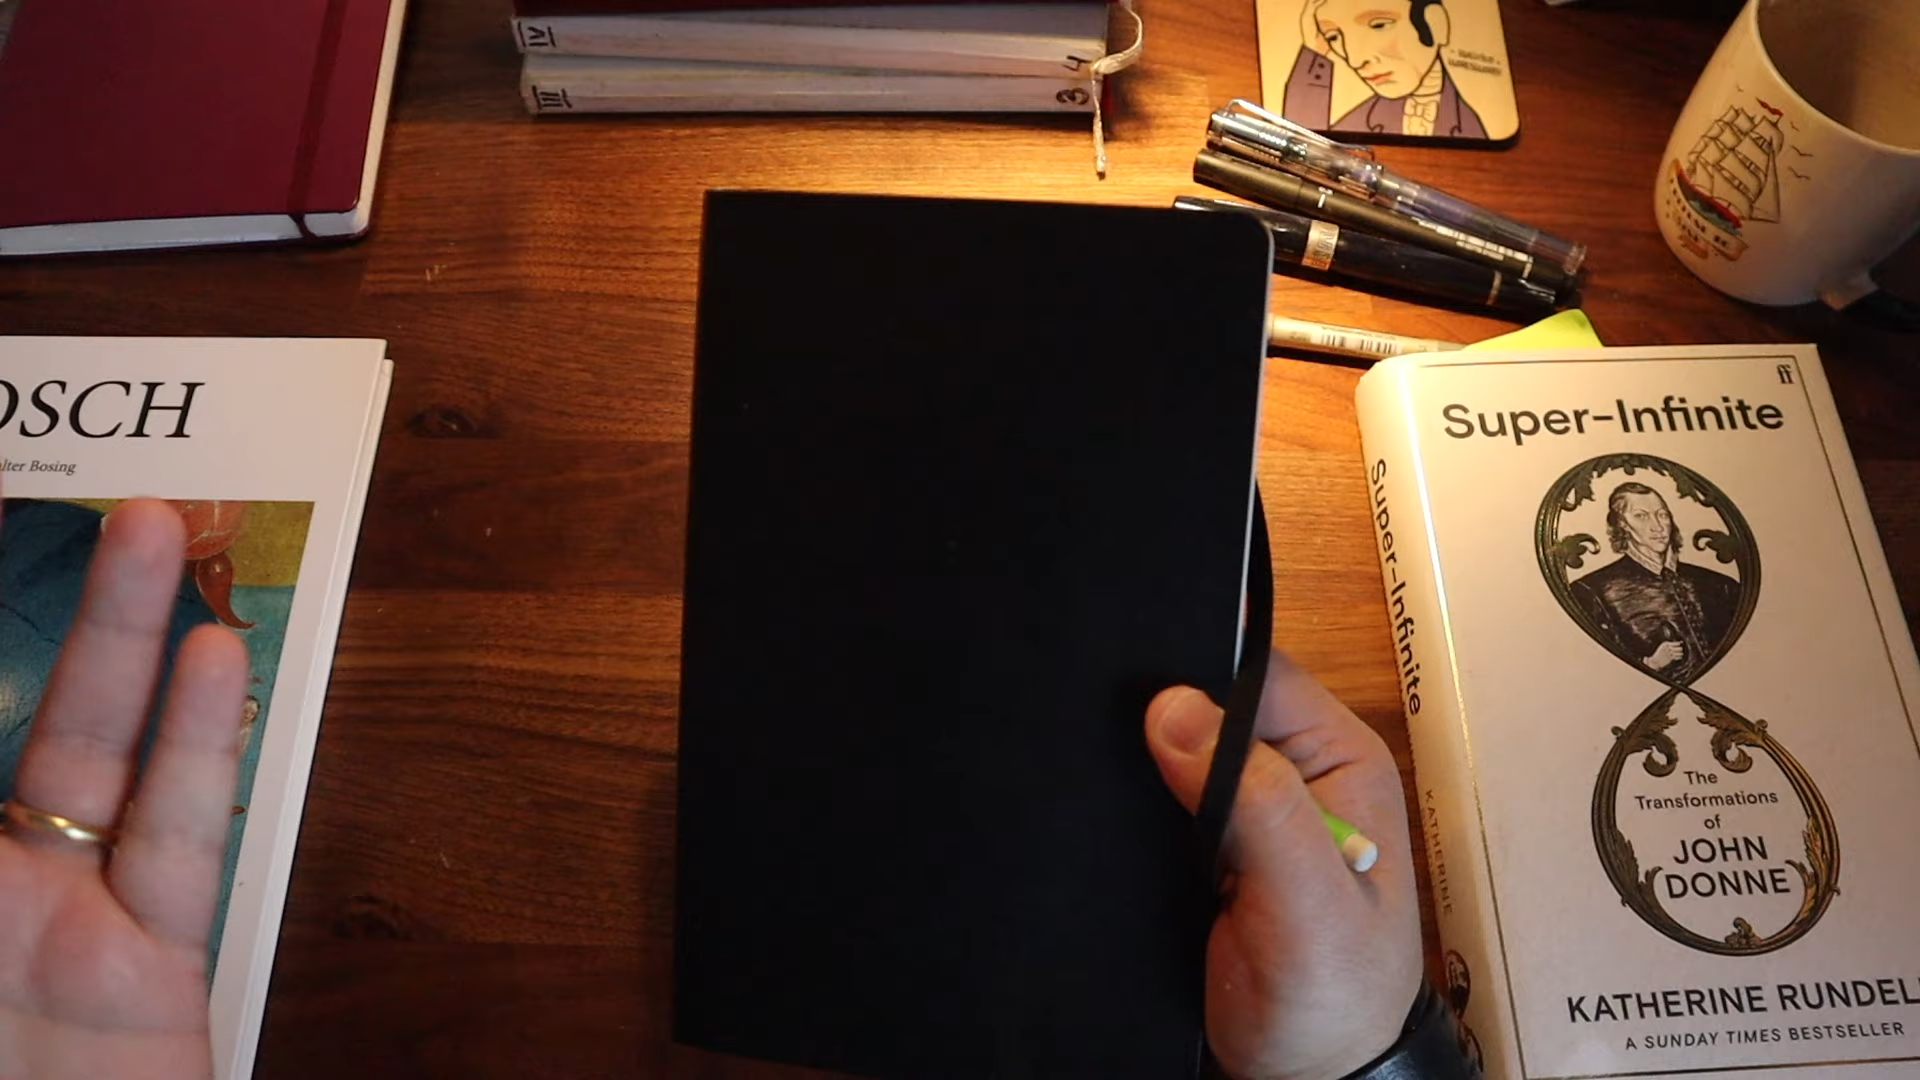 IV
4
III
3
OSCH
lter Bosing
ff
Super-Infinite
Super-Infinite
KATHERINE
The
Transformations
of
JOHN
DONNE
KATHERINE RUNDELL
A SUNDAY TIMES BESTSELLER